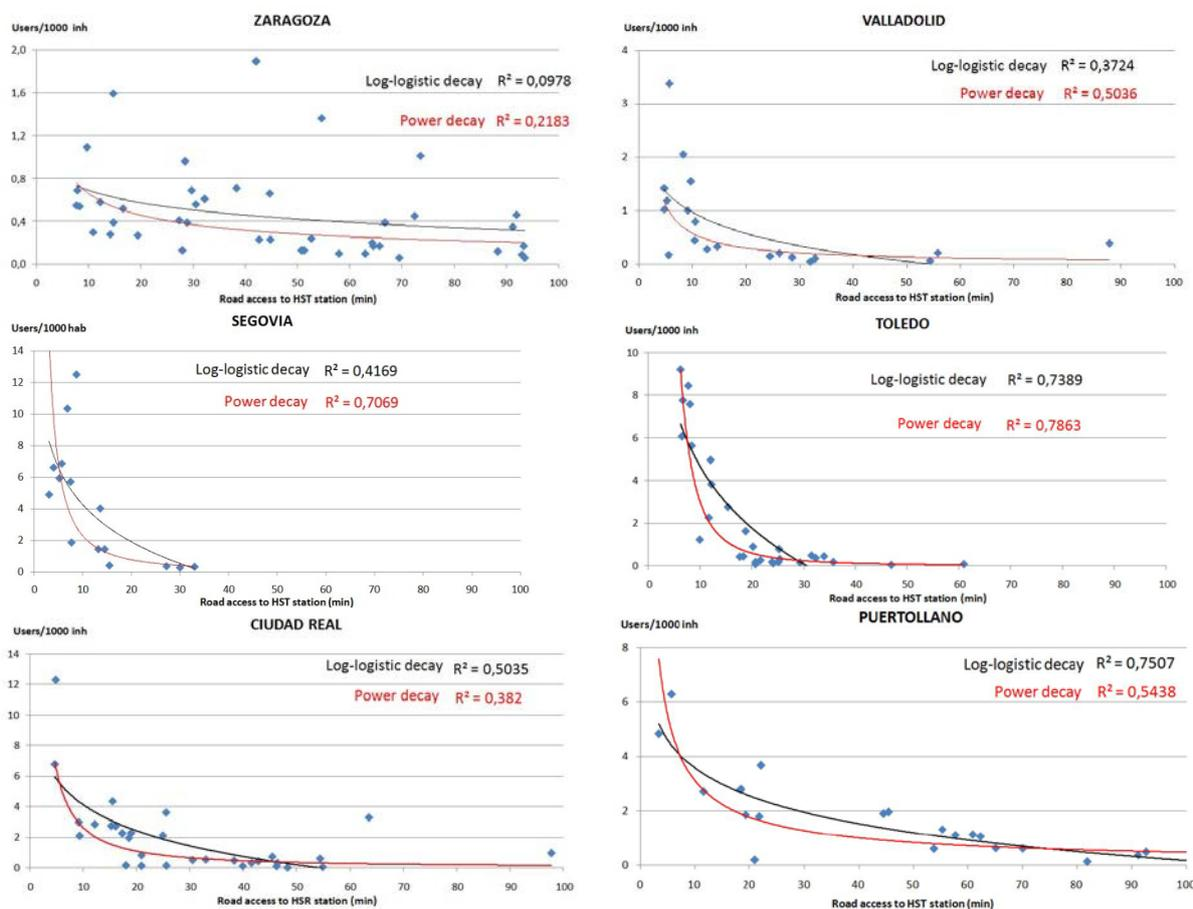 ZARAGOZA
Users/1000 inh
2,0
1,6
1,2
0,8
0,4
0,0
Log-logistic decay R² = 0,0978
Power decay R² = 0,2183
0 10 20 30 40 50 60 70 80 90 100
Road access to HST station (min)
VALLADOLID
Users/1000 inh
4
3
2
1
0
Log-logistic decay R² = 0,3724
Power decay R² = 0,5036
0 10 20 30 40 50 60 70 80 90 100
Road access to HST station (min)
SEGOVIA
Users/1000 hab
14
12
10
8
6
4
2
0
Log-logistic decay R² = 0,4169
Power decay R² = 0,7069
0 10 20 30 40 50 60 70 80 90 100
Road access to HST station (min)
TOLEDO
Users/1000 inh
10
8
6
4
2
0
Log-logistic decay R² = 0,7389
Power decay R² = 0,7863
0 10 20 30 40 50 60 70 80 90 100
Road access to HST station (min)
CIUDAD REAL
Users/1000 inh
14
12
10
8
6
4
2
0
Log-logistic decay R² = 0,5035
Power decay R² = 0,382
0 10 20 30 40 50 60 70 80 90 100
Road access to HSR station (min)
PUERTOLLANO
Users/1000 inh
8
6
4
2
0
Log-logistic decay R² = 0,7507
Power decay R² = 0,5438
0 10 20 30 40 50 60 70 80 90 100
Road access to HST station (min)